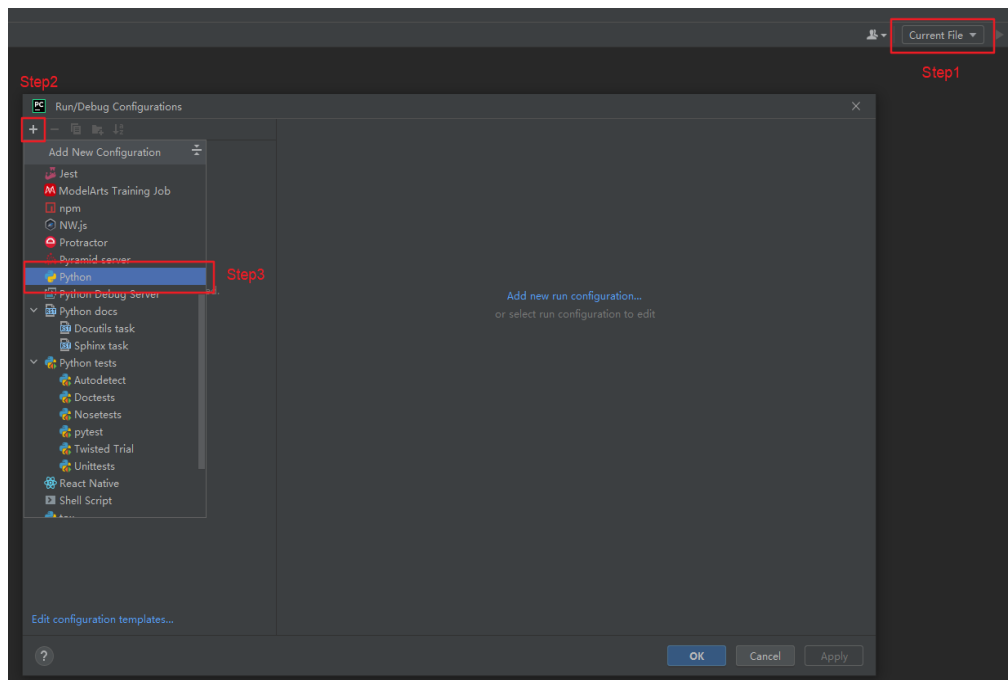 Current File
Step1
Step2
PC
Run/Debug Configurations
Add New Configuration
Jest
ModelArts Training Job
npm
NW.js
Protractor
Pyramid server
Python
Step3
Python Debug Server
Python docs
Docutils task
Sphinx task
Python tests
Autodetect
Doctests
Nosetests
pytest
Twisted Trial
Unittests
React Native
Shell Script
Add new run configuration...
or select run configuration to edit
Edit configuration templates...
?
OK
Cancel
Apply